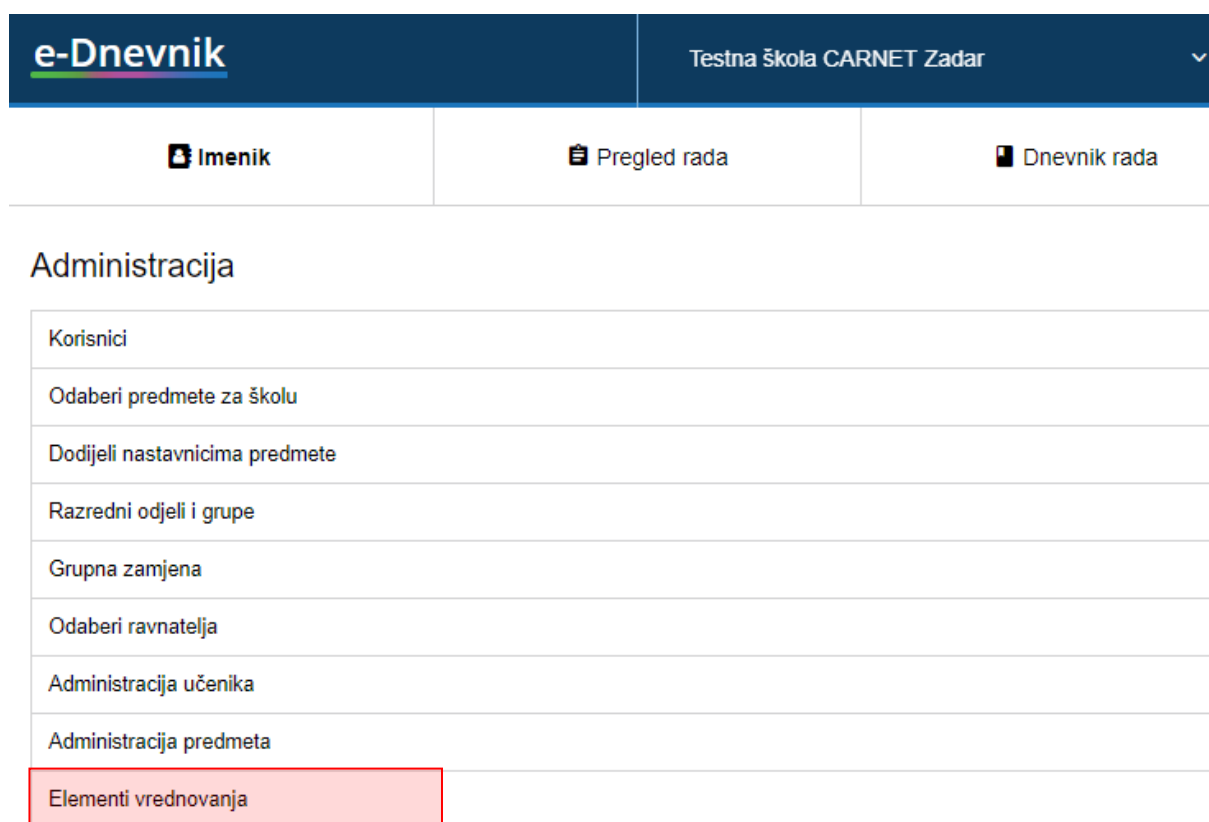 e-Dnevnik
Testna škola CARNET Zadar
Imenik
Pregled rada
Dnevnik rada
Administracija
Korisnici
Odaberi predmete za školu
Dodijeli nastavnicima predmete
Razredni odjeli i grupe
Grupna zamjena
Odaberi ravnatelja
Administracija učenika
Administracija predmeta
Elementi vrednovanja